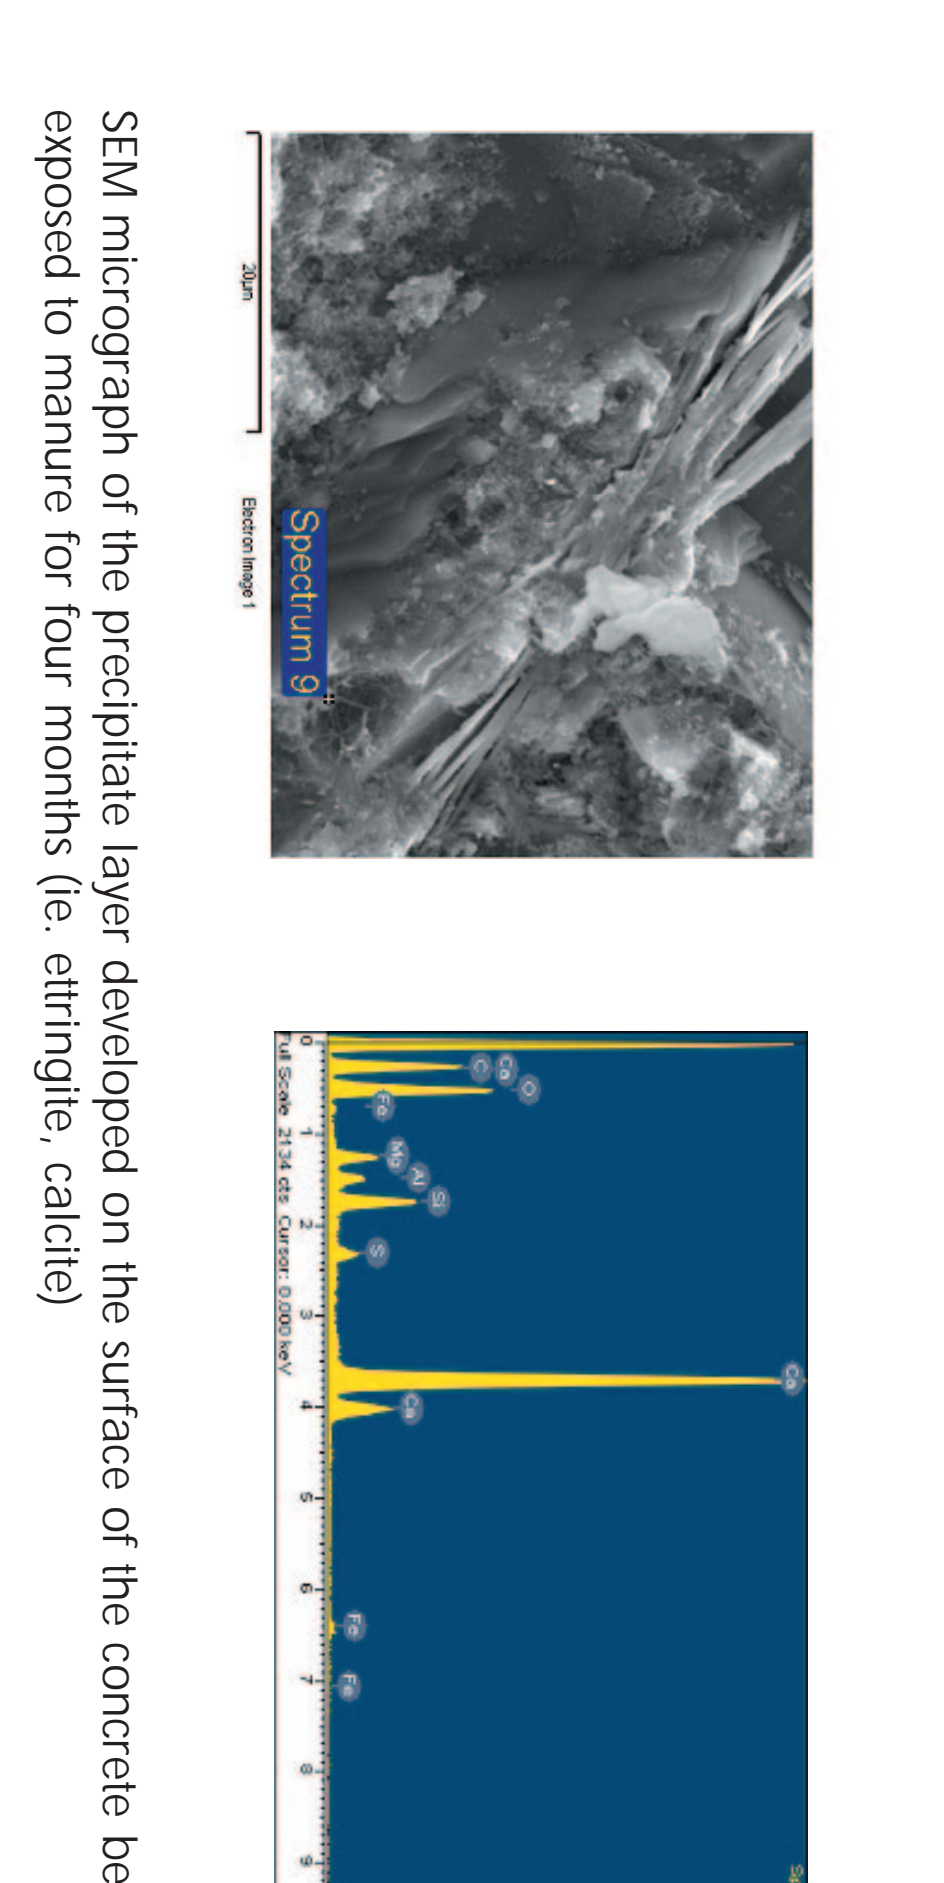 20µm
Electron Image 1
Spectrum 9
O
Ca
C
Fe
Mg
Al
Si
S
Ca
Ca
Fe
Fe
0 1 2 3 4 5 6 7 8 9
Full Scale 2134 cts Cursor: 0.000 keV
SEM micrograph of the precipitate layer developed on the surface of the concrete be
exposed to manure for four months (ie. ettringite, calcite)